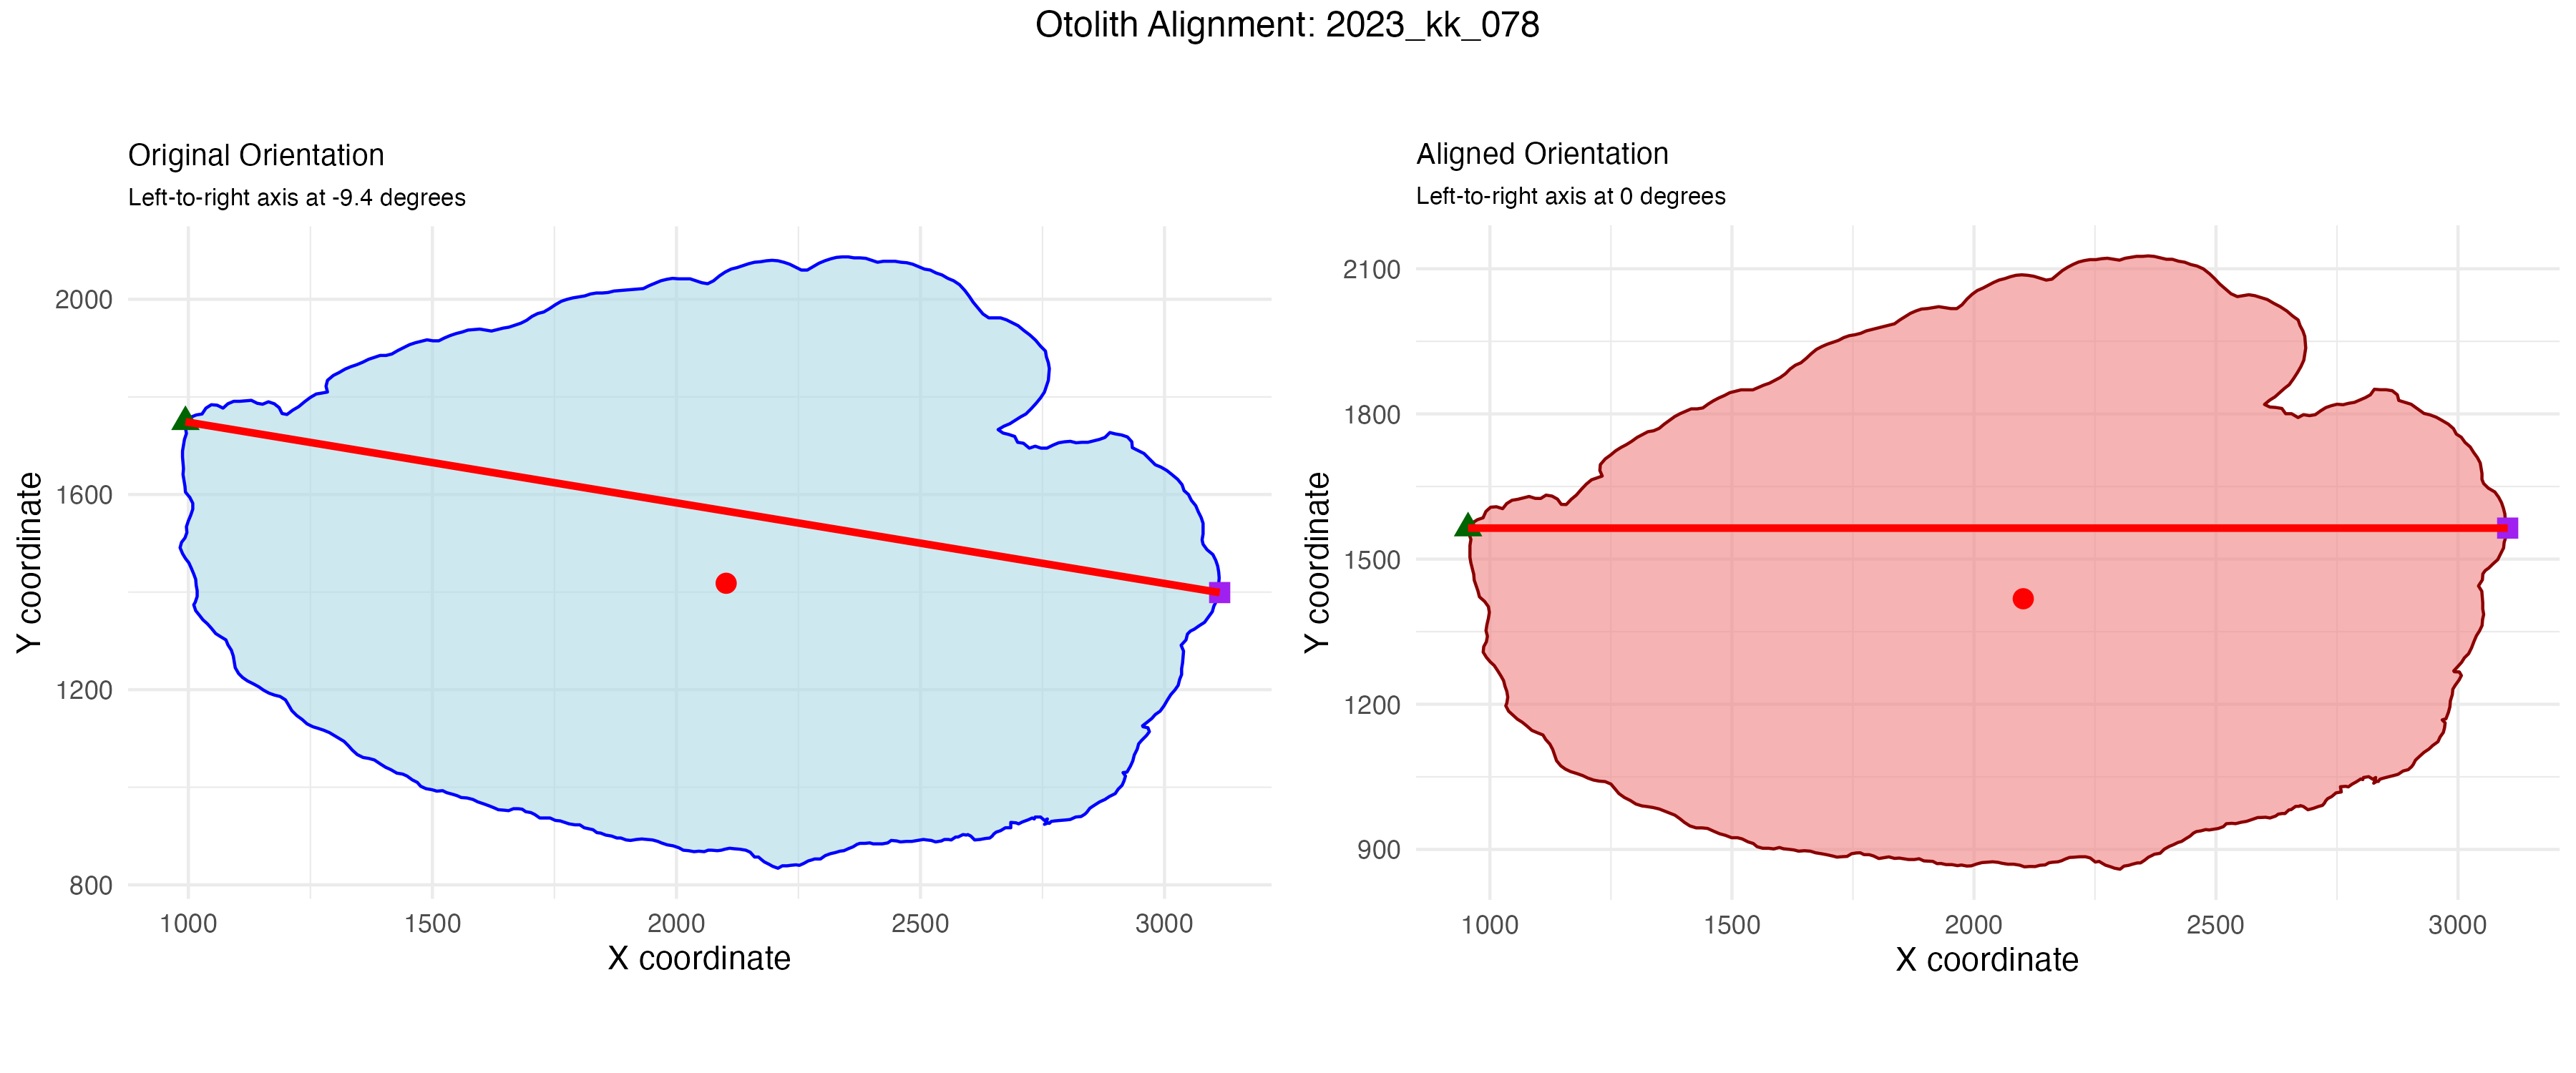 Otolith Alignment: 2023_kk_078
Original Orientation
Left-to-right axis at -9.4 degrees
Y coordinate
2000
1600
1200
800
1000 1500 2000 2500 3000
X coordinate
Aligned Orientation
Left-to-right axis at 0 degrees
Y coordinate
2100
1800
1500
1200
900
1000 1500 2000 2500 3000
X coordinate